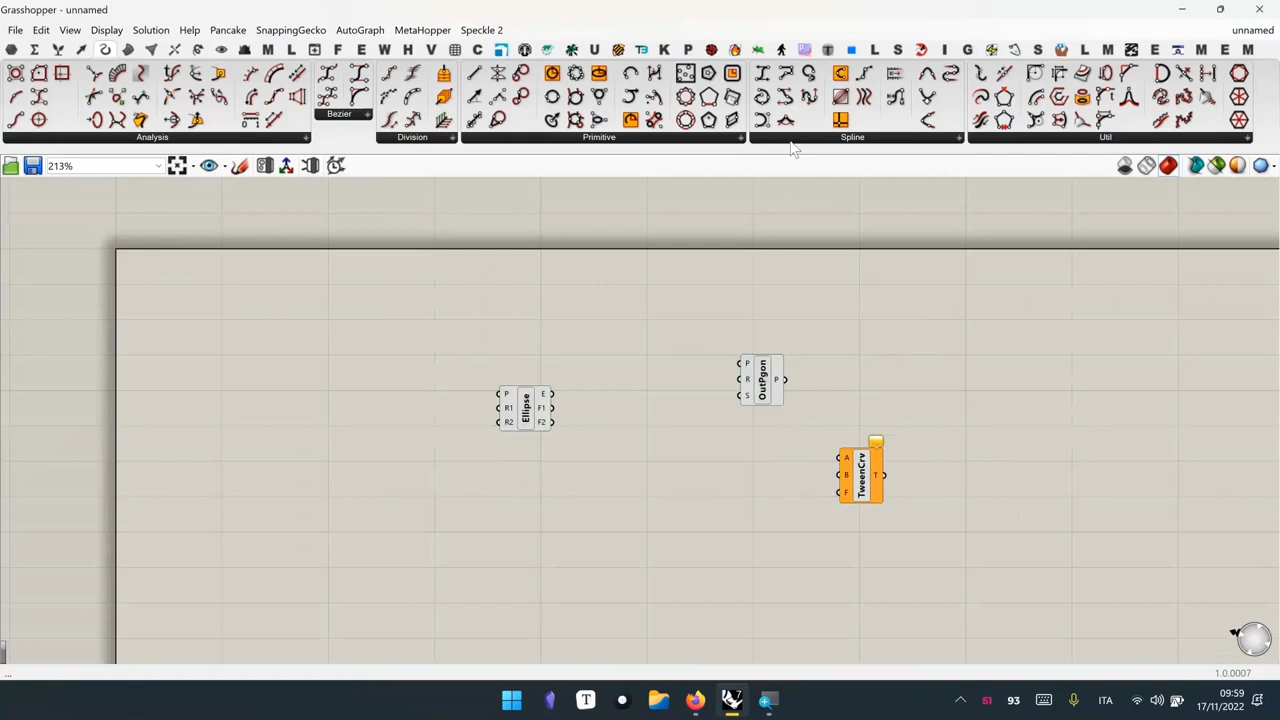 Grasshopper - unnamed
File Edit View Display Solution Help Pancake SnappingGecko AutoGraph MetaHopper Speckle 2 unnamed
Analysis Bezier Division Primitive Spline Util
213%
P R1 R2 Ellipse E F1 F2
P R S OutPgon P
A B F TweenCrv T
... 1.0.0007
51 93 ITA 09:59
17/11/2022